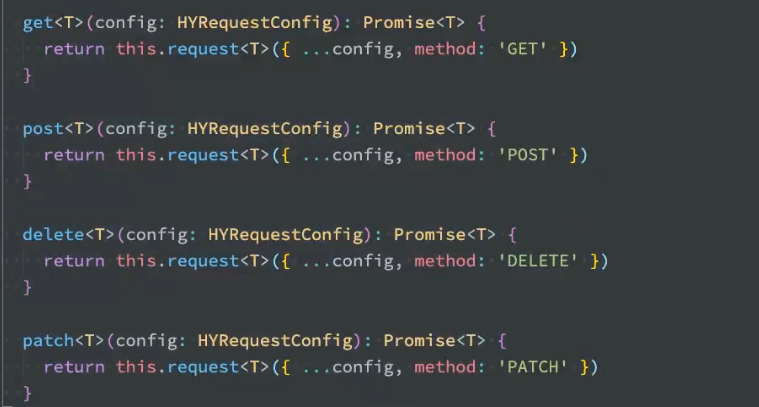 get<T>(config: HYRequestConfig): Promise<T> {
  return this.request<T>({ ...config, method: 'GET' })
}

post<T>(config: HYRequestConfig): Promise<T> {
  return this.request<T>({ ...config, method: 'POST' })
}

delete<T>(config: HYRequestConfig): Promise<T> {
  return this.request<T>({ ...config, method: 'DELETE' })
}

patch<T>(config: HYRequestConfig): Promise<T> {
  return this.request<T>({ ...config, method: 'PATCH' })
}